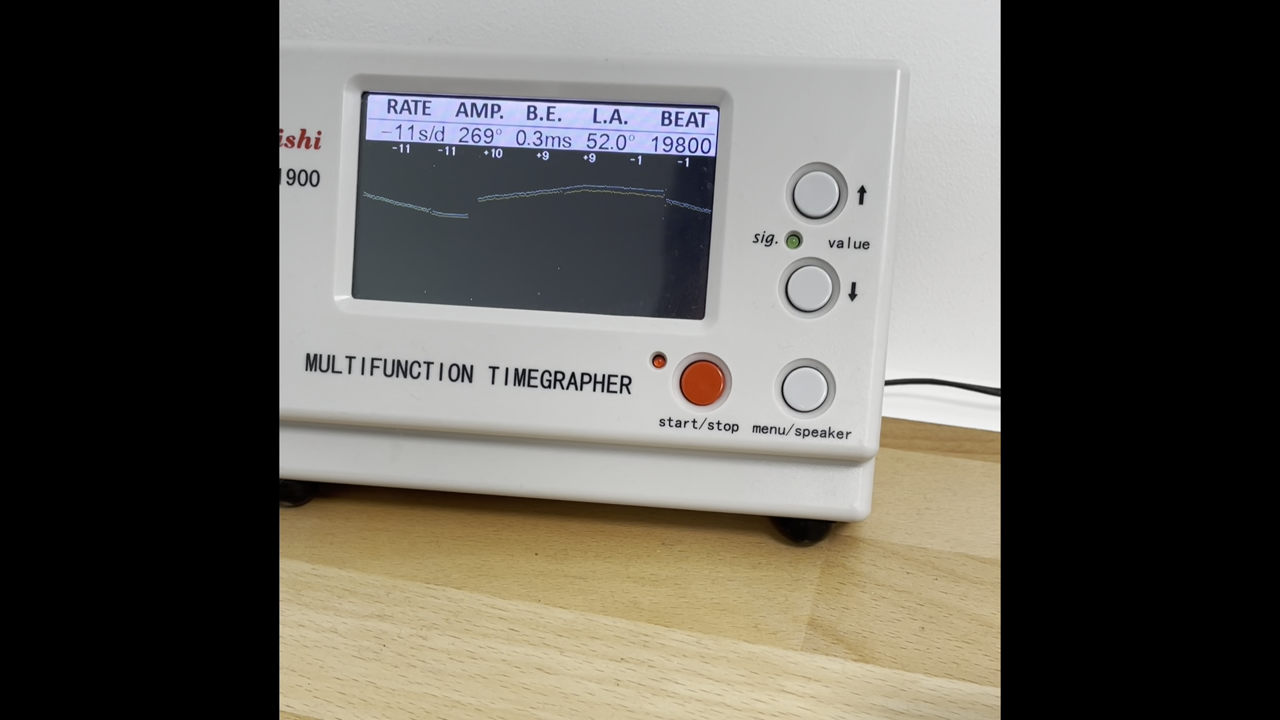 RATE AMP. B.E. L.A. BEAT
-11s/d 269° 0.3ms 52.0° 19800
-11 -11 +10 +9 +9 -1 -1
ishi
1900
sig. value
MULTIFUNCTION TIMEGRAPHER
start/stop menu/speaker